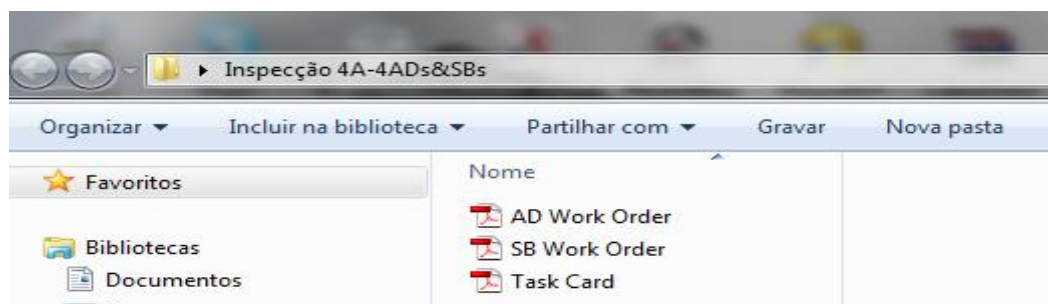 Inspecção 4A-4ADs&SBs
Organizar Incluir na biblioteca Partilhar com Gravar Nova pasta
Favoritos
Nome
AD Work Order
Bibliotecas
SB Work Order
Documentos
Task Card